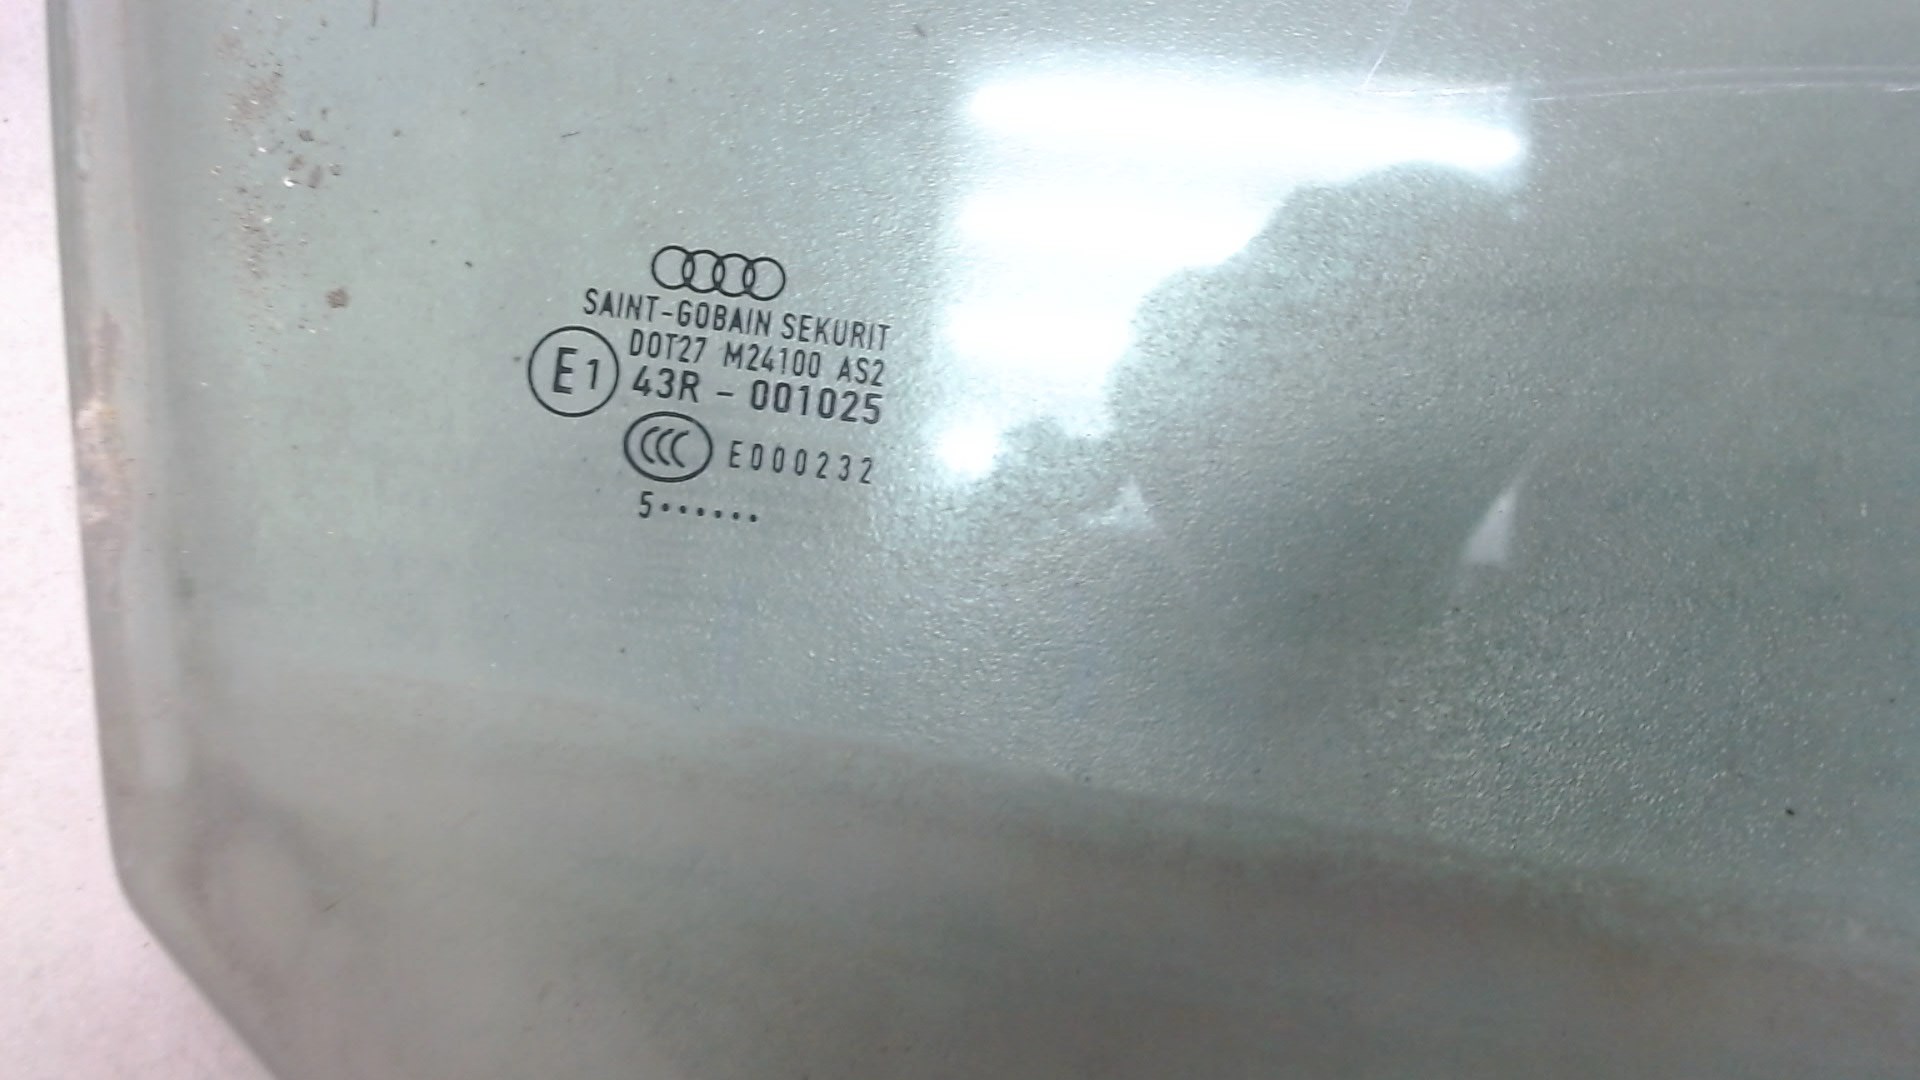 SAINT-GOBAIN SEKURIT
DOT27 M24100 AS2
E1 43R - 001025
CCC E000232
5······